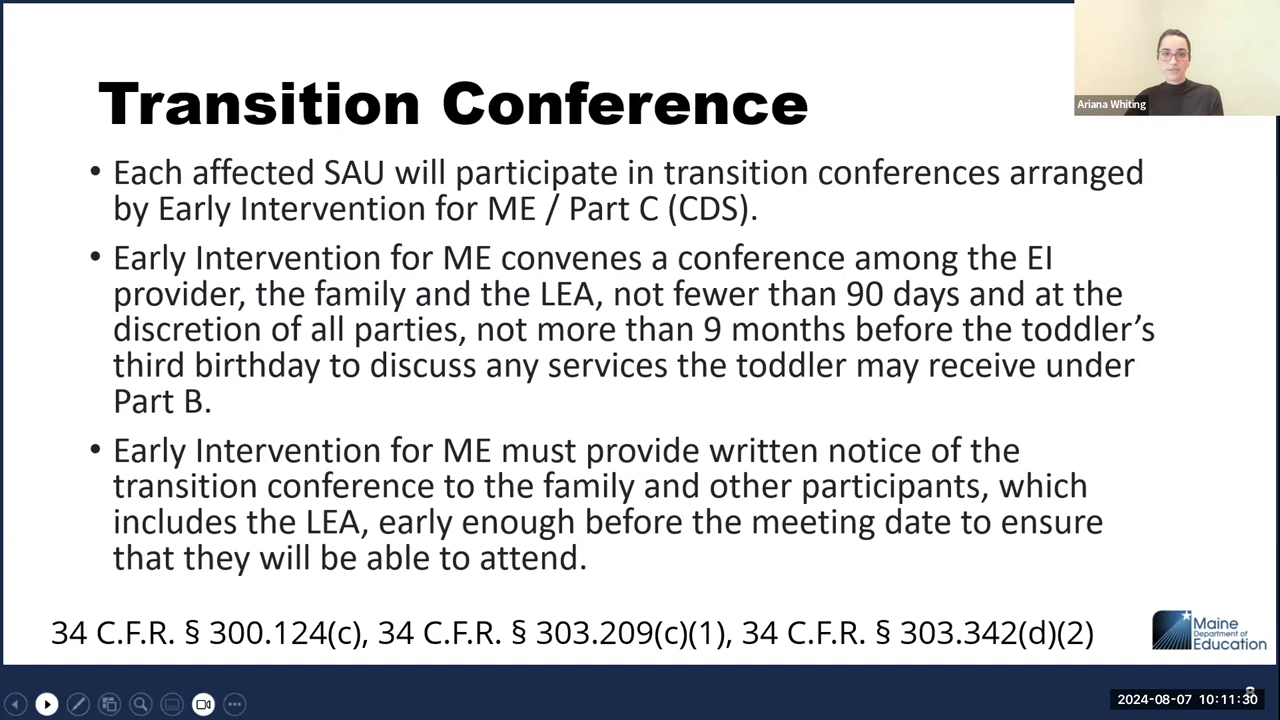 Transition Conference
Ariana Whiting
• Each affected SAU will participate in transition conferences arranged
by Early Intervention for ME / Part C (CDS).
• Early Intervention for ME convenes a conference among the EI
provider, the family and the LEA, not fewer than 90 days and at the
discretion of all parties, not more than 9 months before the toddler’s
third birthday to discuss any services the toddler may receive under
Part B.
• Early Intervention for ME must provide written notice of the
transition conference to the family and other participants, which
includes the LEA, early enough before the meeting date to ensure
that they will be able to attend.
34 C.F.R. § 300.124(c), 34 C.F.R. § 303.209(c)(1), 34 C.F.R. § 303.342(d)(2)
Maine
Department of
Education
8
2024-08-07 10:11:30